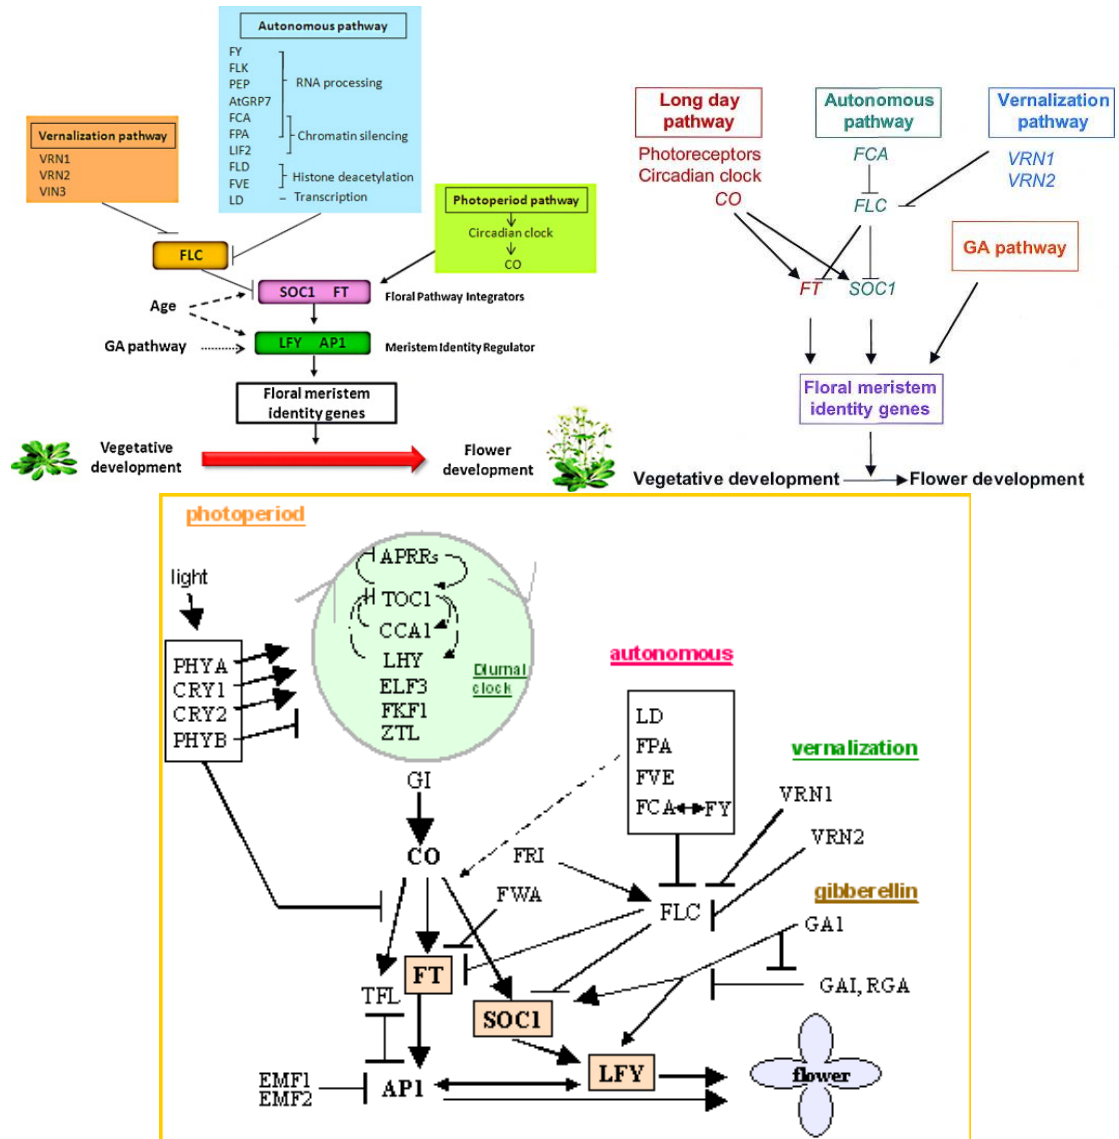 Autonomous pathway
FY
FLK
PEP
AtGRP7
FCA
FPA
LIF2
FLD
FVE
LD
RNA processing
Chromatin silencing
Histone deacetylation
Transcription
Vernalization pathway
VRN1
VRN2
VIN3
Photoperiod pathway
Circadian clock
CO
FLC
SOC1 FT
Floral Pathway Integrators
Age
GA pathway
LFY AP1
Meristem Identity Regulator
Floral meristem
identity genes
Vegetative
development
Flower
development
Long day
pathway
Photoreceptors
Circadian clock
CO
Autonomous
pathway
FCA
FLC
Vernalization
pathway
VRN1
VRN2
GA pathway
FT
SOC1
Floral meristem
identity genes
Vegetative development
Flower development
photoperiod
light
PHYA
CRY1
CRY2
PHYB
APRRs
TOC1
CCA1
LHY
ELF3
FKF1
ZTL
Diurnal
clock
GI
CO
autonomous
LD
FPA
FVE
FCA FY
vernalization
VRN1
VRN2
FRI
FWA
FLC
gibberellin
GA1
GAI, RGA
FT
TFL
SOC1
LFY
flower
EMF1
EMF2
AP1